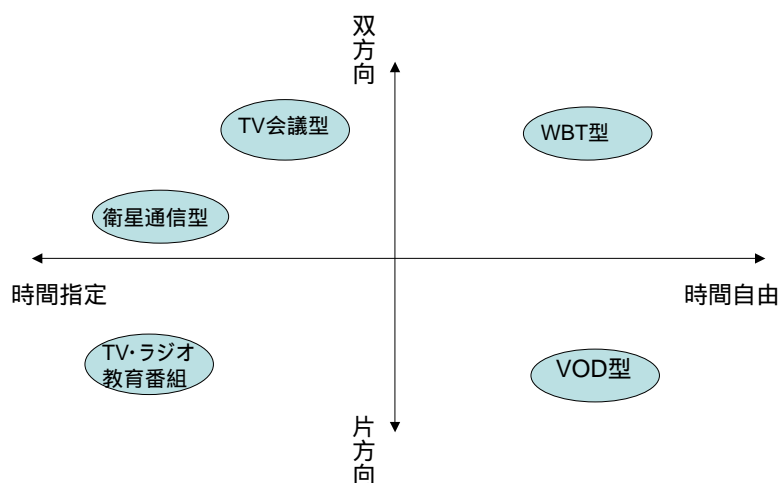 双方向
TV会議型
WBT型
衛星通信型
時間指定
時間自由
TV・ラジオ
教育番組
VOD型
片方向